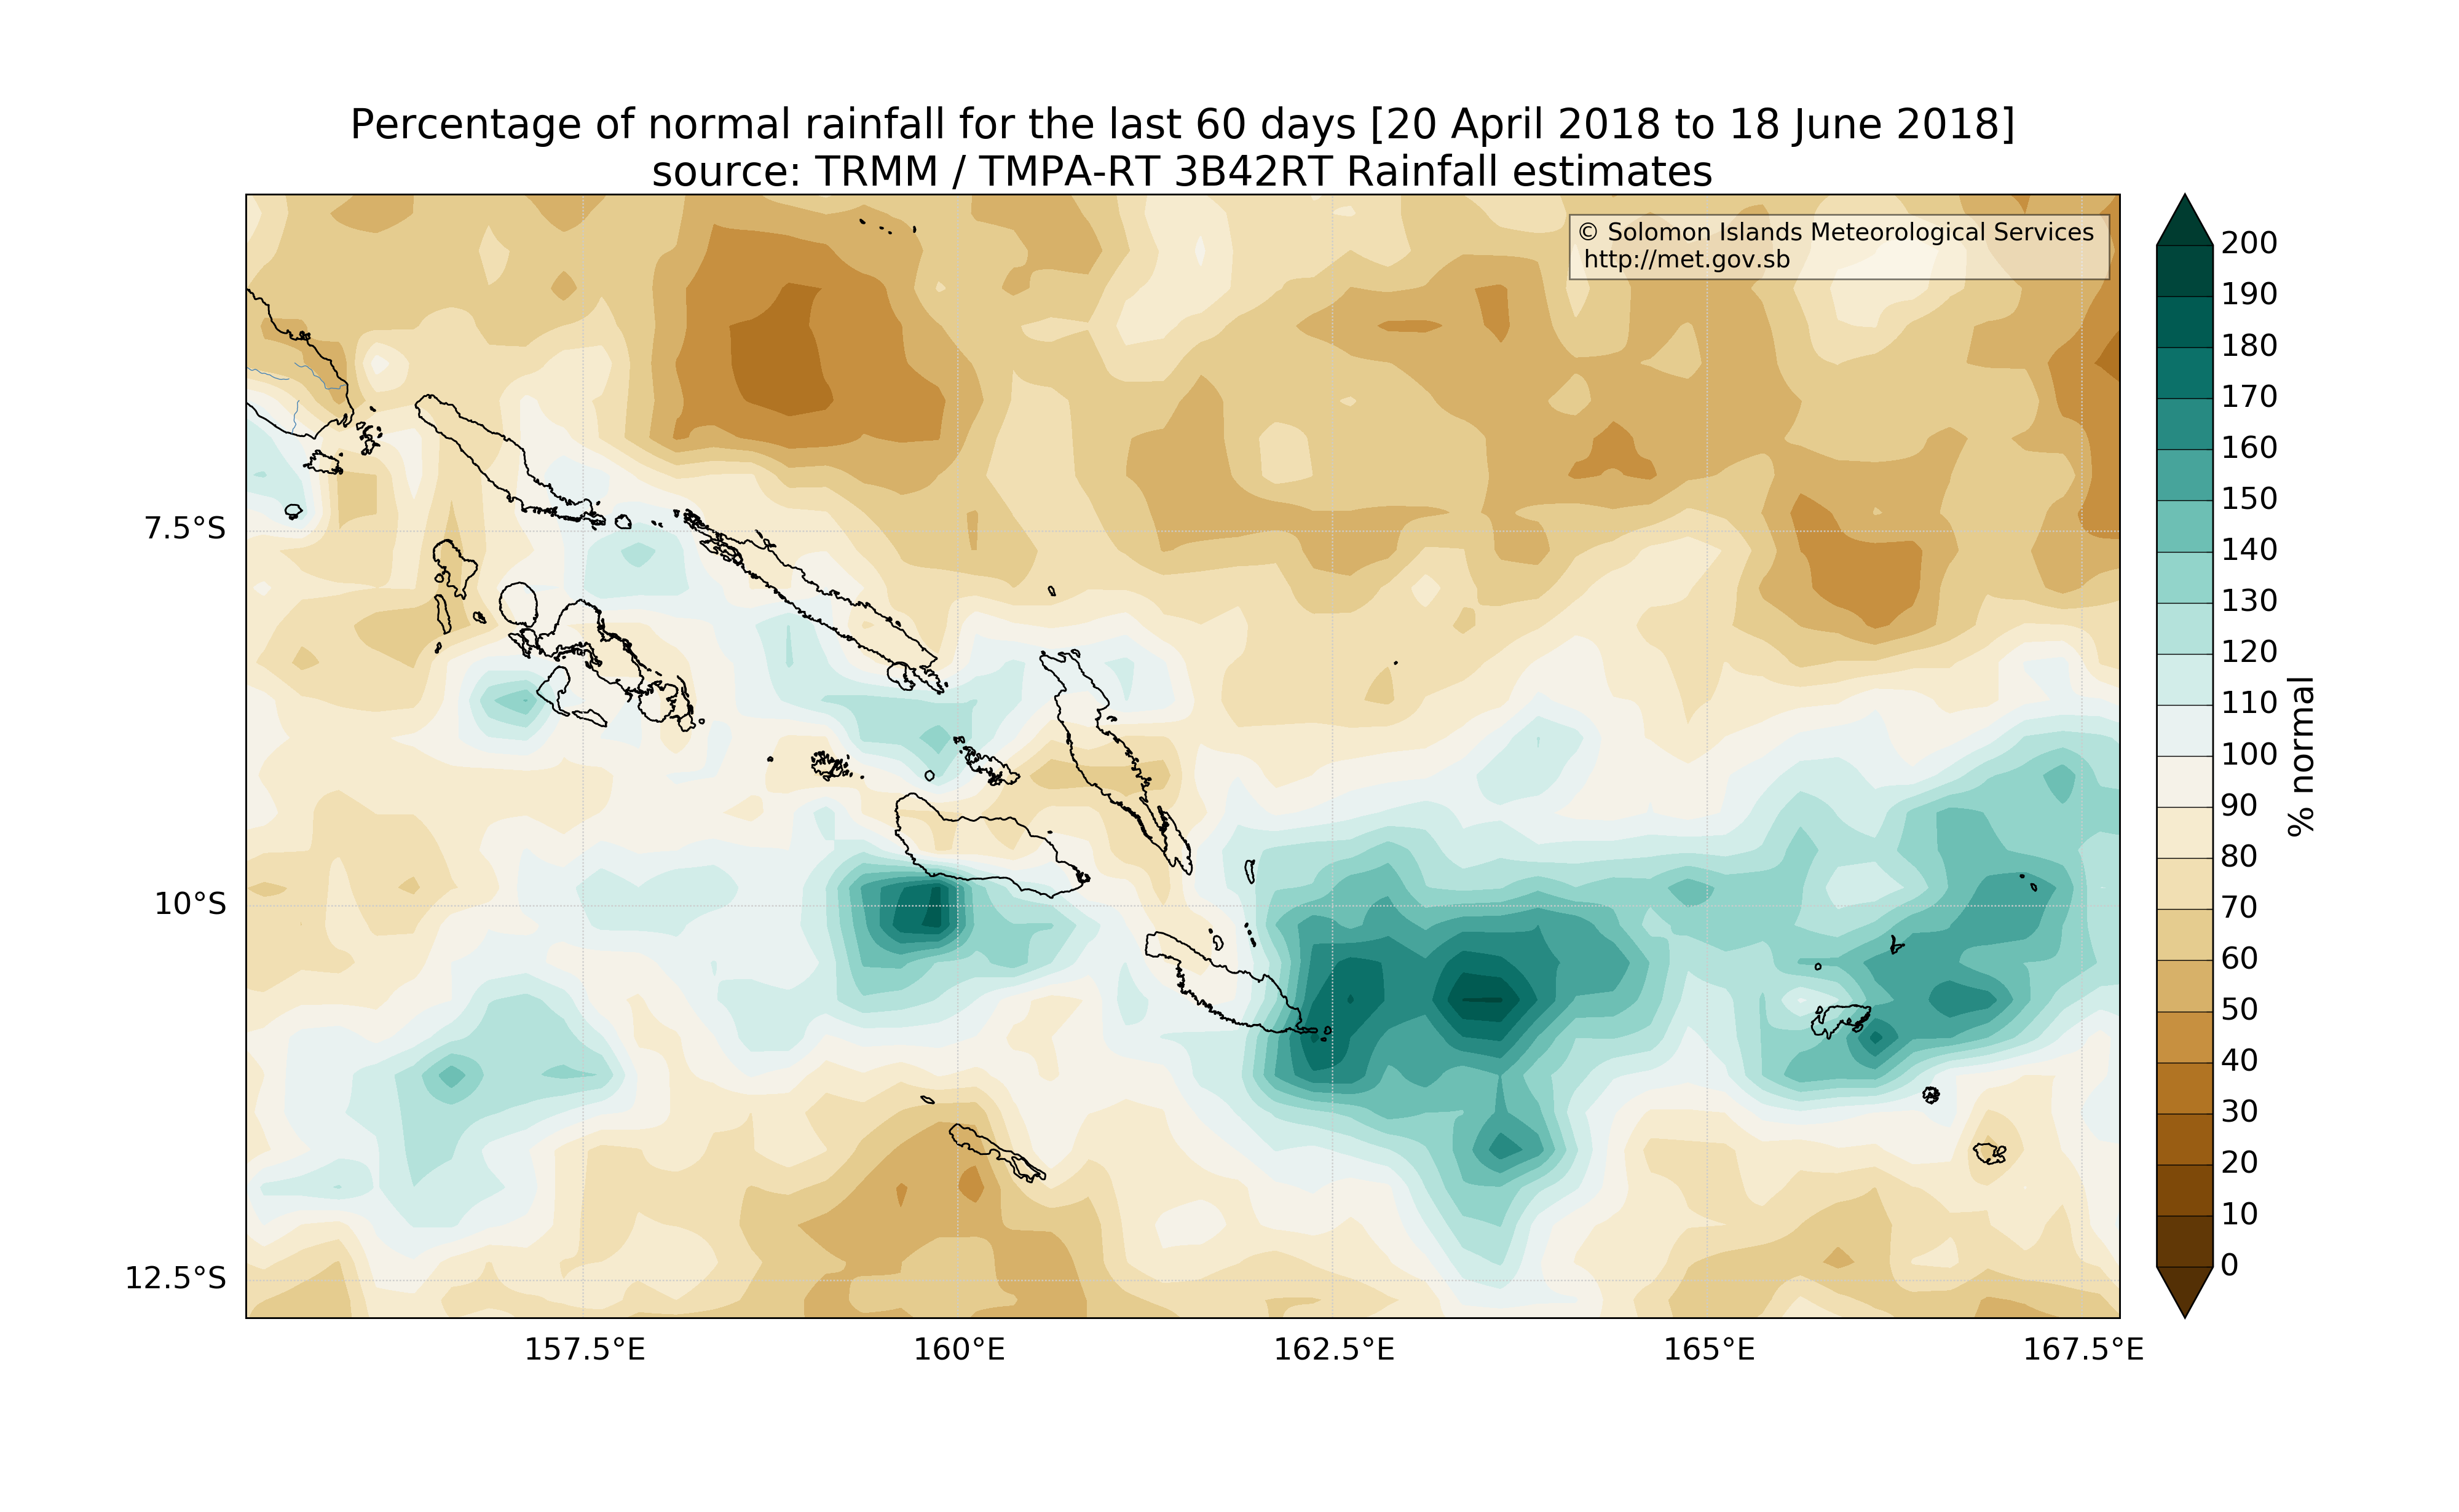 Percentage of normal rainfall for the last 60 days [20 April 2018 to 18 June 2018]
source: TRMM / TMPA-RT 3B42RT Rainfall estimates
© Solomon Islands Meteorological Services
http://met.gov.sb
7.5°S
10°S
12.5°S
157.5°E
160°E
162.5°E
165°E
167.5°E
200
190
180
170
160
150
140
130
120
110
100
90
80
70
60
50
40
30
20
10
0
% normal